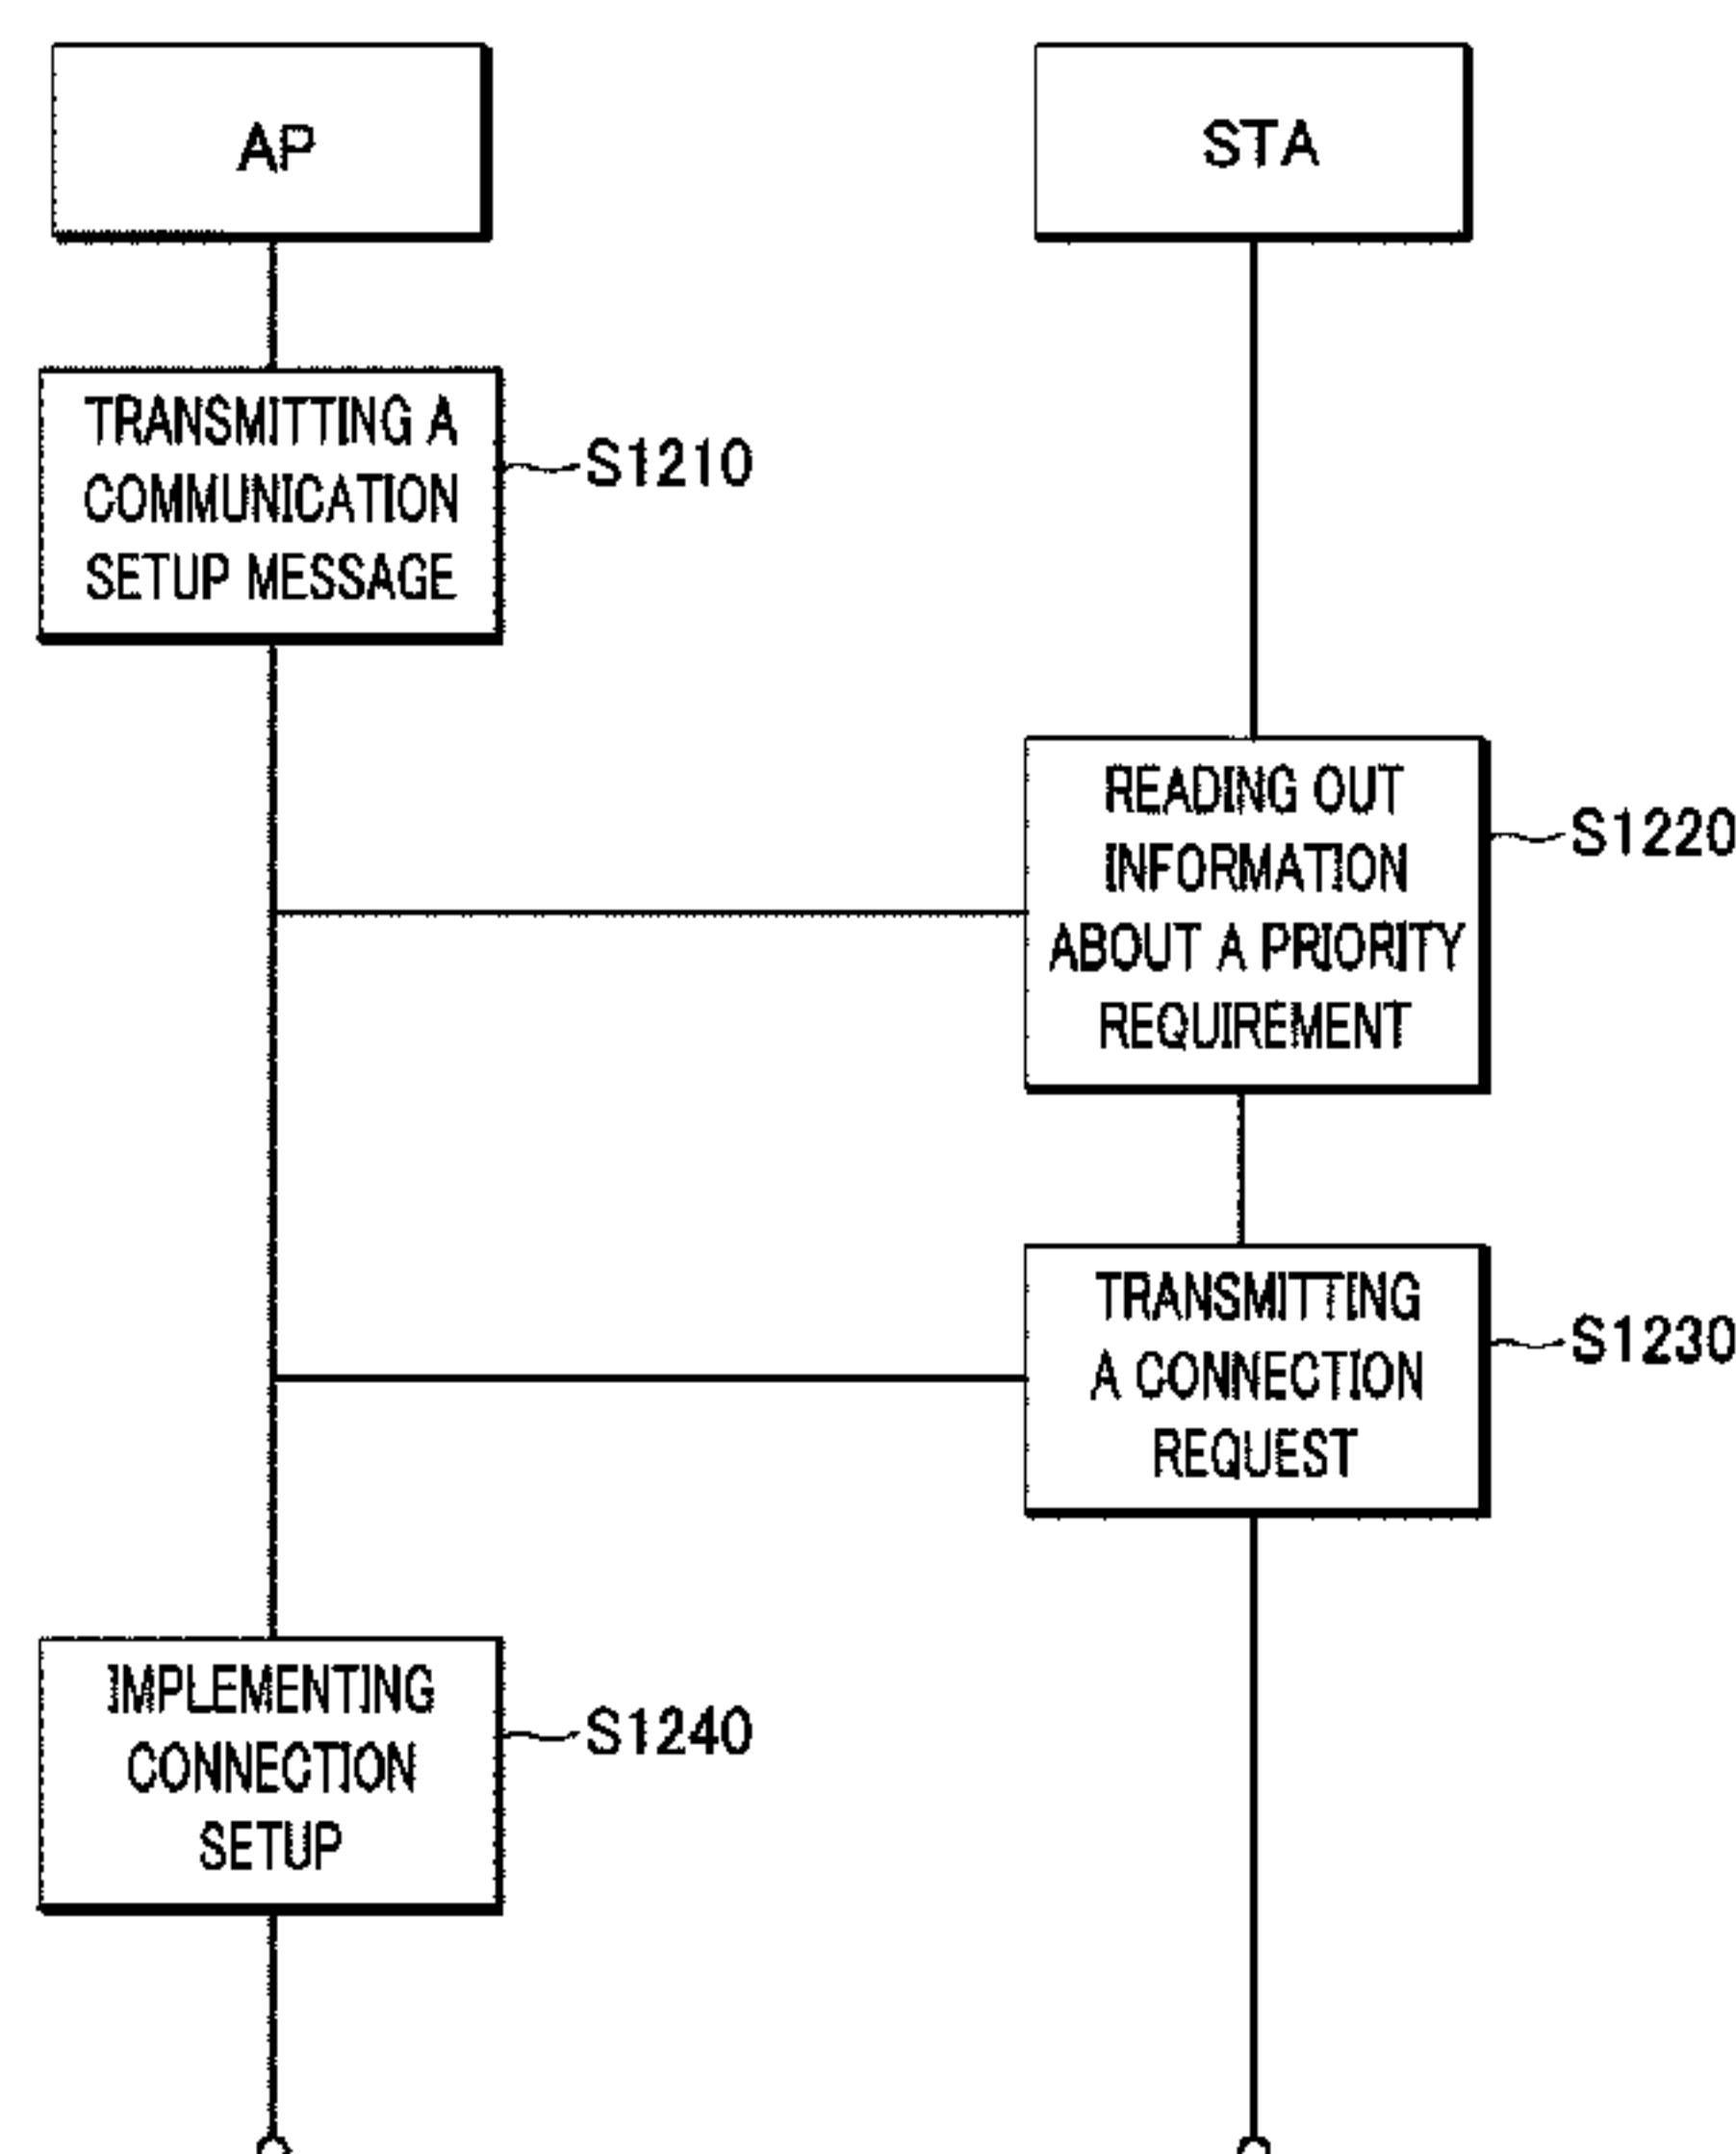 AP
STA
TRANSMITTING A
COMMUNICATION
SETUP MESSAGE
S1210
READING OUT
INFORMATION
ABOUT A PRIORITY
REQUIREMENT
S1220
TRANSMITTING
A CONNECTION
REQUEST
S1230
IMPLEMENTING
CONNECTION
SETUP
S1240